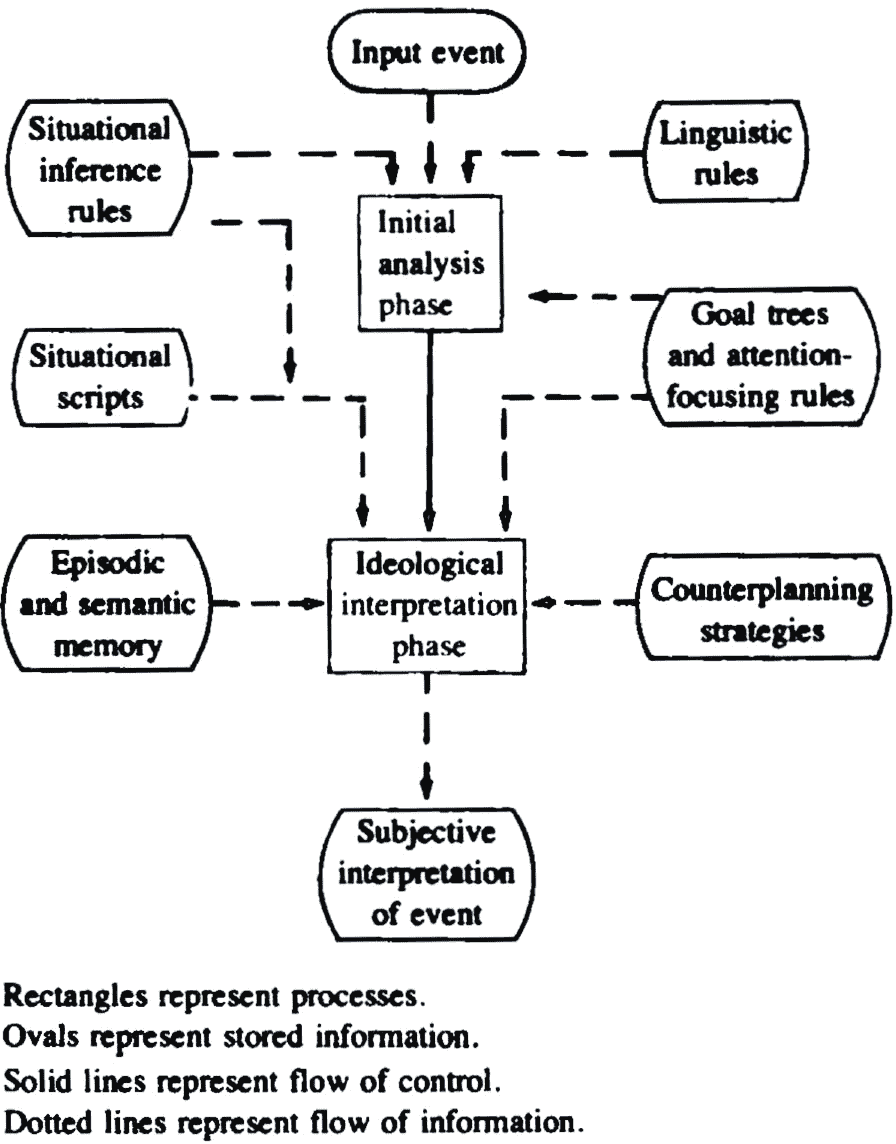 Input event
Situational
inference
rules
Linguistic
rules
Initial
analysis
phase
Goal trees
and attention-
focusing rules
Situational
scripts
Episodic
and semantic
memory
Ideological
interpretation
phase
Counterplanning
strategies
Subjective
interpretation
of event
Rectangles represent processes.
Ovals represent stored information.
Solid lines represent flow of control.
Dotted lines represent flow of information.